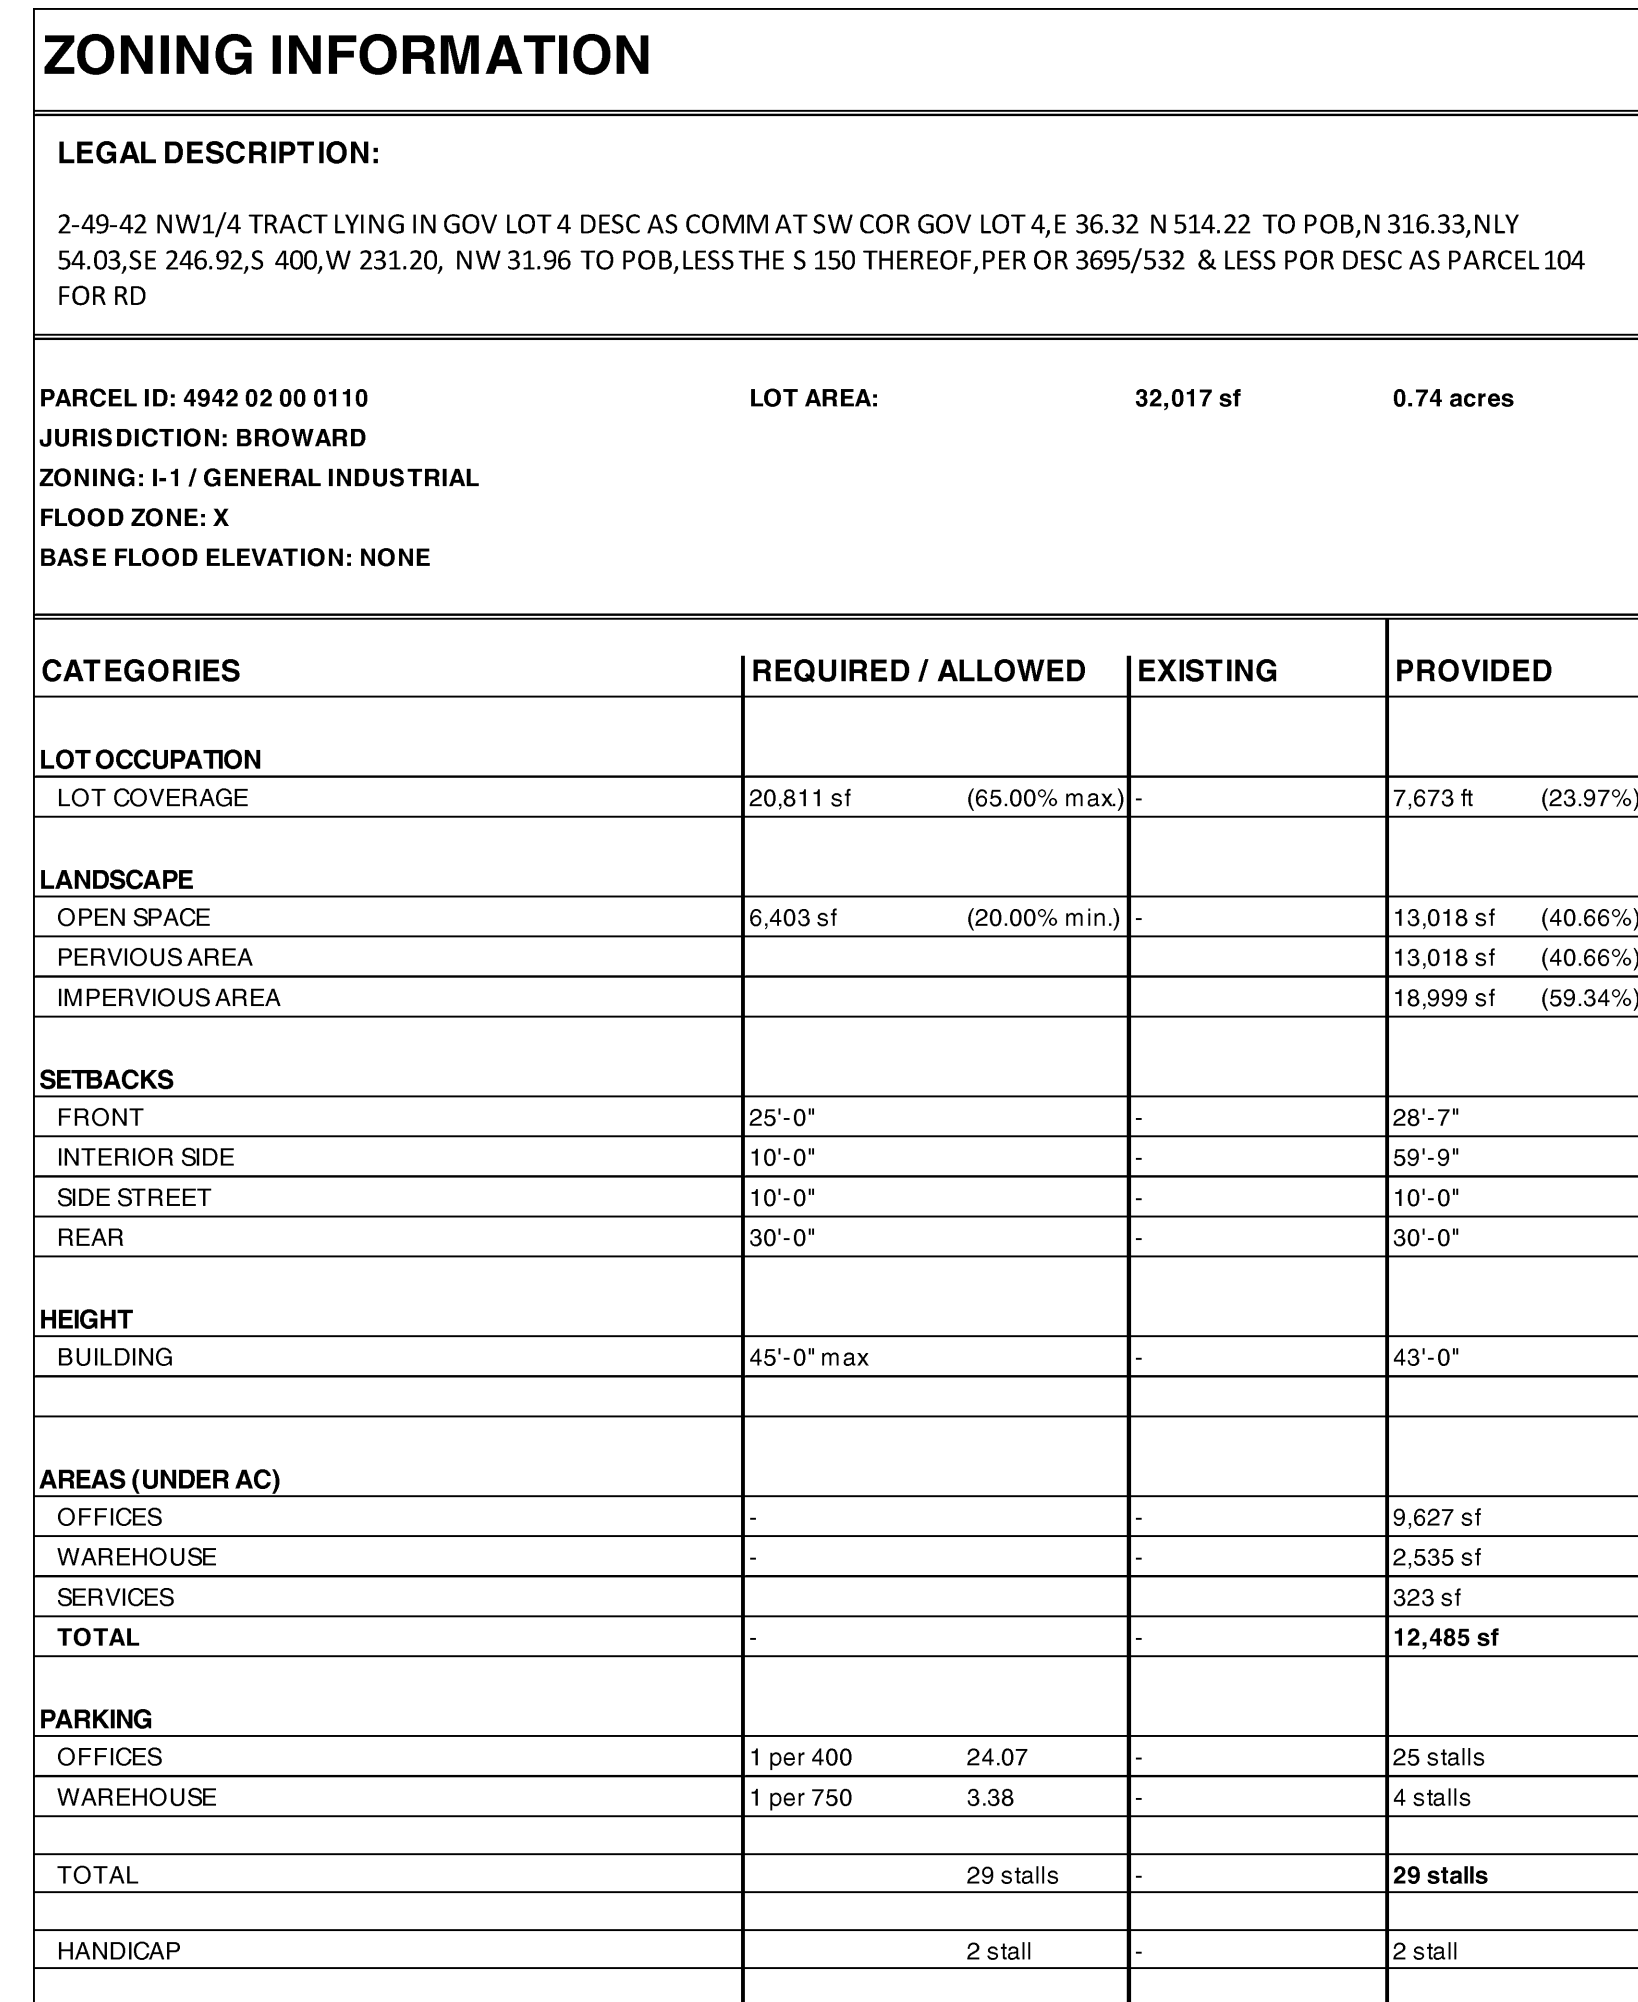 ZONING INFORMATION
LEGAL DESCRIPTION:
2-49-42 NW1/4 TRACT LYING IN GOV LOT 4 DESC AS COMM AT SW COR GOV LOT 4,E 36.32 N 514.22 TO POB,N 316.33,NLY
54.03,SE 246.92,S 400,W 231.20, NW 31.96 TO POB,LESS THE S 150 THEREOF,PER OR 3695/532 & LESS POR DESC AS PARCEL 104
FOR RD
PARCEL ID: 4942 02 00 0110 LOT AREA: 32,017 sf 0.74 acres
JURISDICTION: BROWARD
ZONING: I-1 / GENERAL INDUSTRIAL
FLOOD ZONE: X
BASE FLOOD ELEVATION: NONE
CATEGORIES REQUIRED / ALLOWED EXISTING PROVIDED
LOT OCCUPATION
LOT COVERAGE 20,811 sf (65.00% max.) - 7,673 ft (23.97%)
LANDSCAPE
OPEN SPACE 6,403 sf (20.00% min.) - 13,018 sf (40.66%)
PERVIOUS AREA 13,018 sf (40.66%)
IMPERVIOUS AREA 18,999 sf (59.34%)
SETBACKS
FRONT 25'-0" - 28'-7"
INTERIOR SIDE 10'-0" - 59'-9"
SIDE STREET 10'-0" - 10'-0"
REAR 30'-0" - 30'-0"
HEIGHT
BUILDING 45'-0" max - 43'-0"
AREAS (UNDER AC)
OFFICES - - 9,627 sf
WAREHOUSE - - 2,535 sf
SERVICES 323 sf
TOTAL - - 12,485 sf
PARKING
OFFICES 1 per 400 24.07 - 25 stalls
WAREHOUSE 1 per 750 3.38 - 4 stalls
TOTAL 29 stalls - 29 stalls
HANDICAP 2 stall - 2 stall